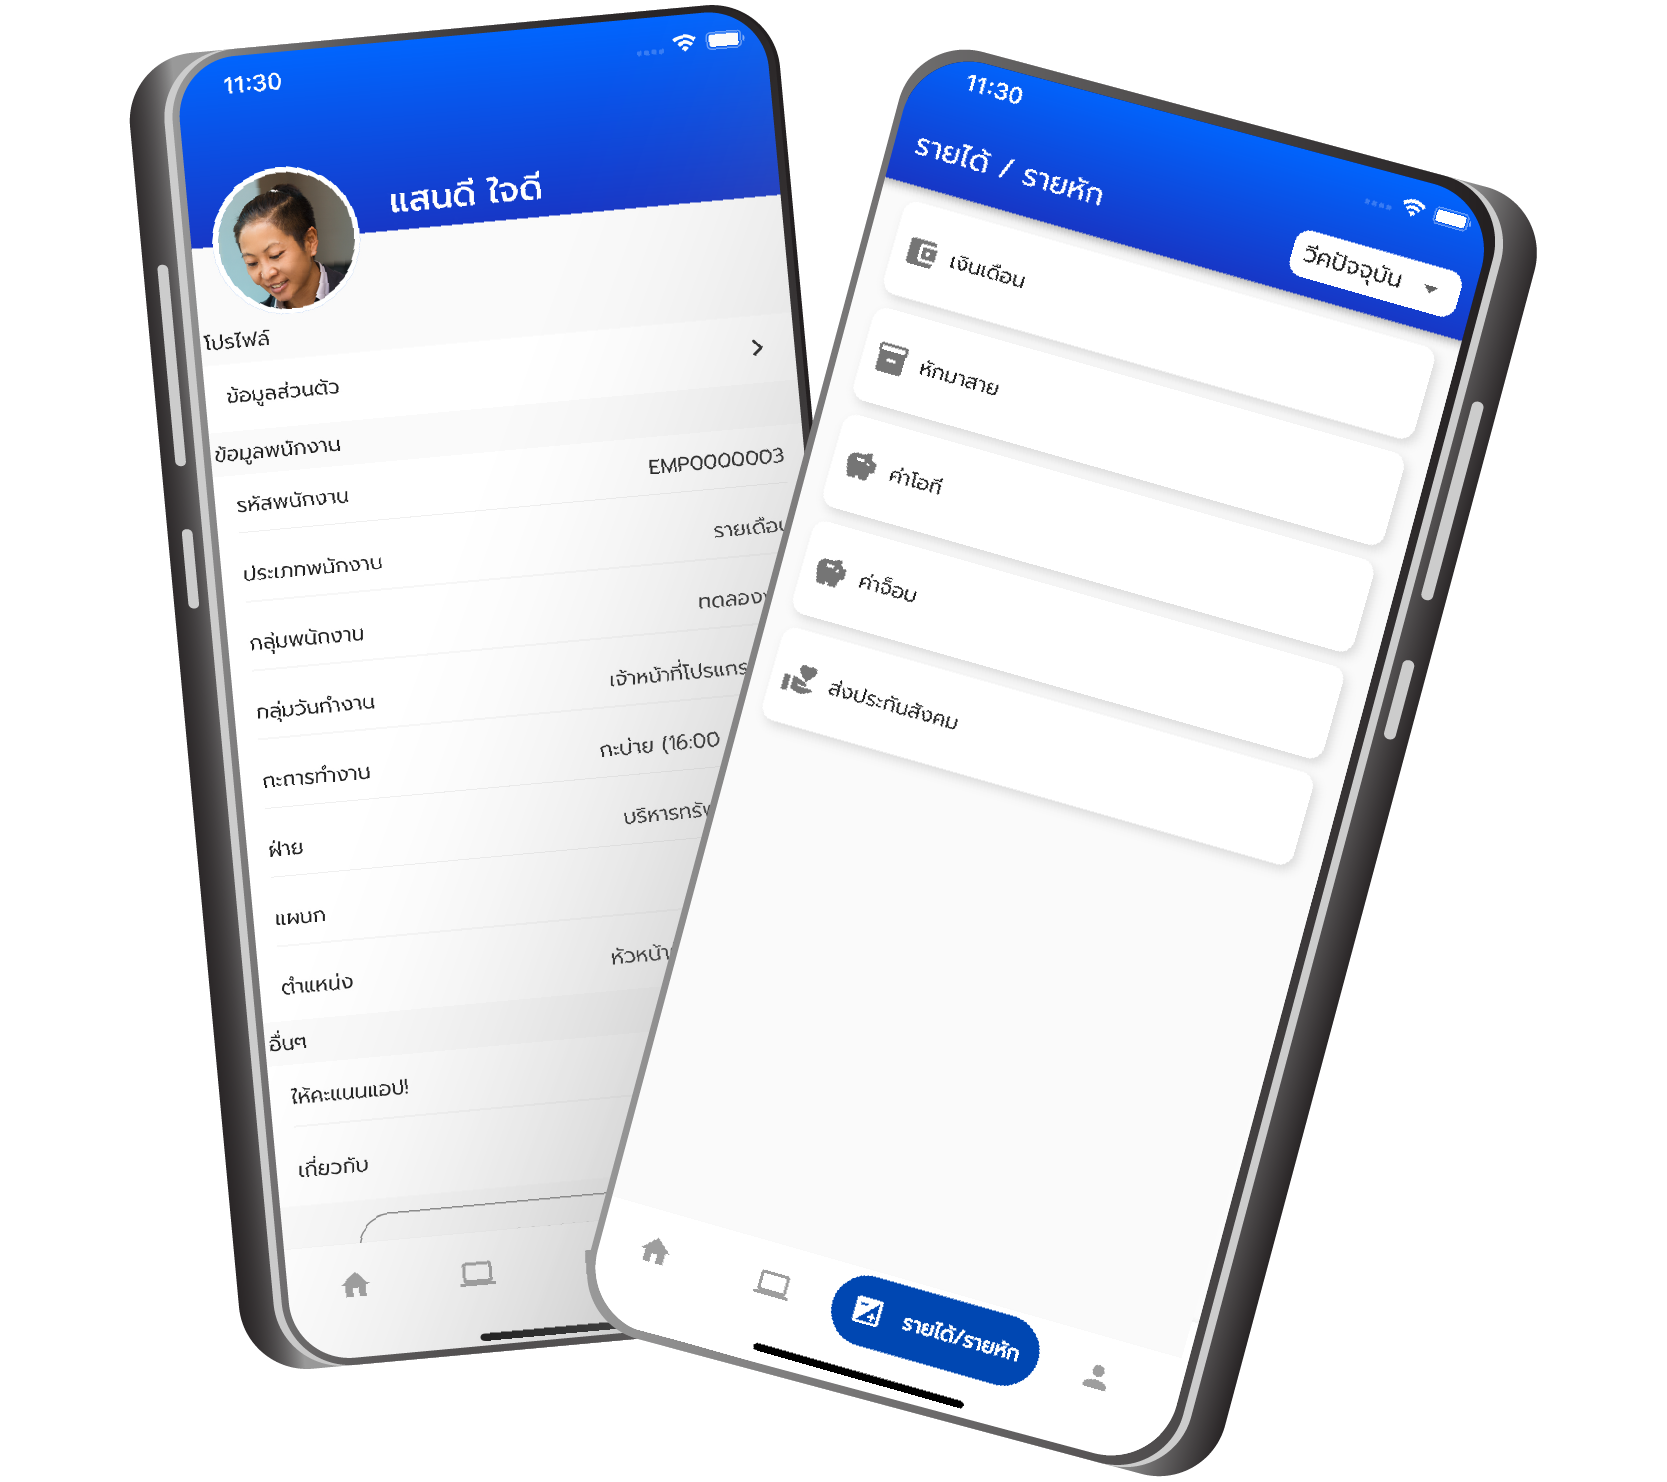 11:30
แสนดี ใจดี
โปรไฟล์
ข้อมูลส่วนตัว
ข้อมูลพนักงาน
รหัสพนักงาน EMP0000003
ประเภทพนักงาน รายเดือน
กลุ่มพนักงาน ทดลอง
กลุ่มวันทำงาน เจ้าหน้าที่โปรแกร
กะการทำงาน กะบ่าย (16:00
ฝ่าย บริหารทรัพ
แผนก
ตำแหน่ง หัวหน้า
อื่นๆ
ให้คะแนนแอป!
เกี่ยวกับ
11:30
รายได้ / รายหัก
วีคปัจจุบัน
เงินเดือน
หักมาสาย
ค่าโอที
ค่าจ็อบ
ส่งประกันสังคม
รายได้/รายหัก